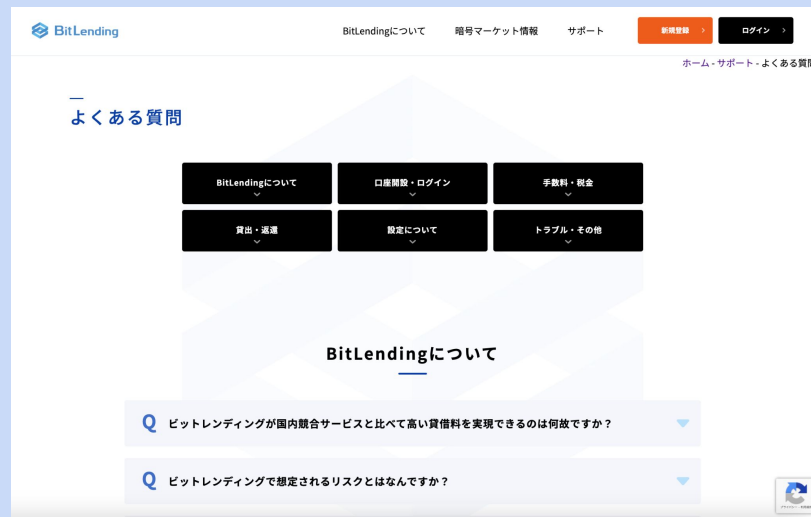 BitLending
BitLendingについて 暗号マーケット情報 サポート 新規登録 ログイン
ホーム - サポート - よくある質問
よくある質問
BitLendingについて 口座開設・ログイン 手数料・税金
貸出・返還 設定について トラブル・その他
BitLendingについて
Q ビットレンディングが国内競合サービスと比べて高い貸借料を実現できるのは何故ですか？
Q ビットレンディングで想定されるリスクとはなんですか？